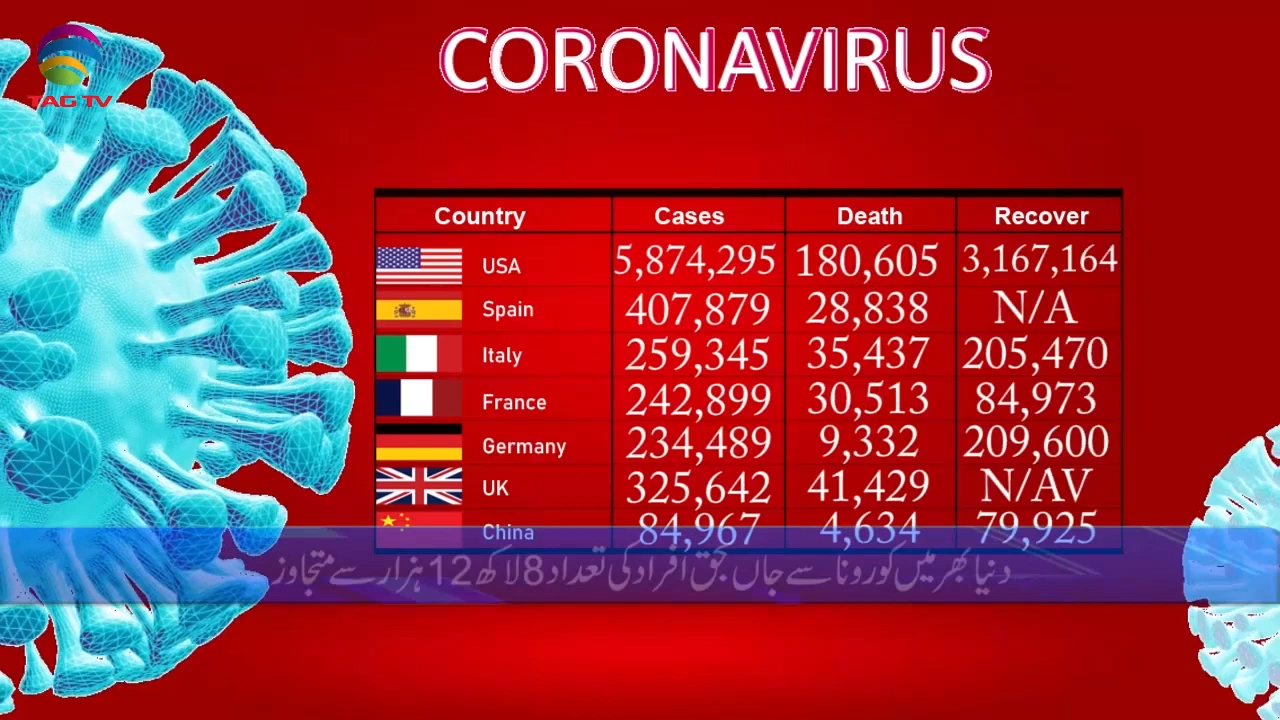 TAG TV
CORONAVIRUS
Country Cases Death Recover
USA 5,874,295 180,605 3,167,164
Spain 407,879 28,838 N/A
Italy 259,345 35,437 205,470
France 242,899 30,513 84,973
Germany 234,489 9,332 209,600
UK 325,642 41,429 N/AV
China 84,967 4,634 79,925
دنیا بھر میں کورونا سے جاں بحق افراد کی تعداد 8 لاکھ 12 ہزار سے متجاوز